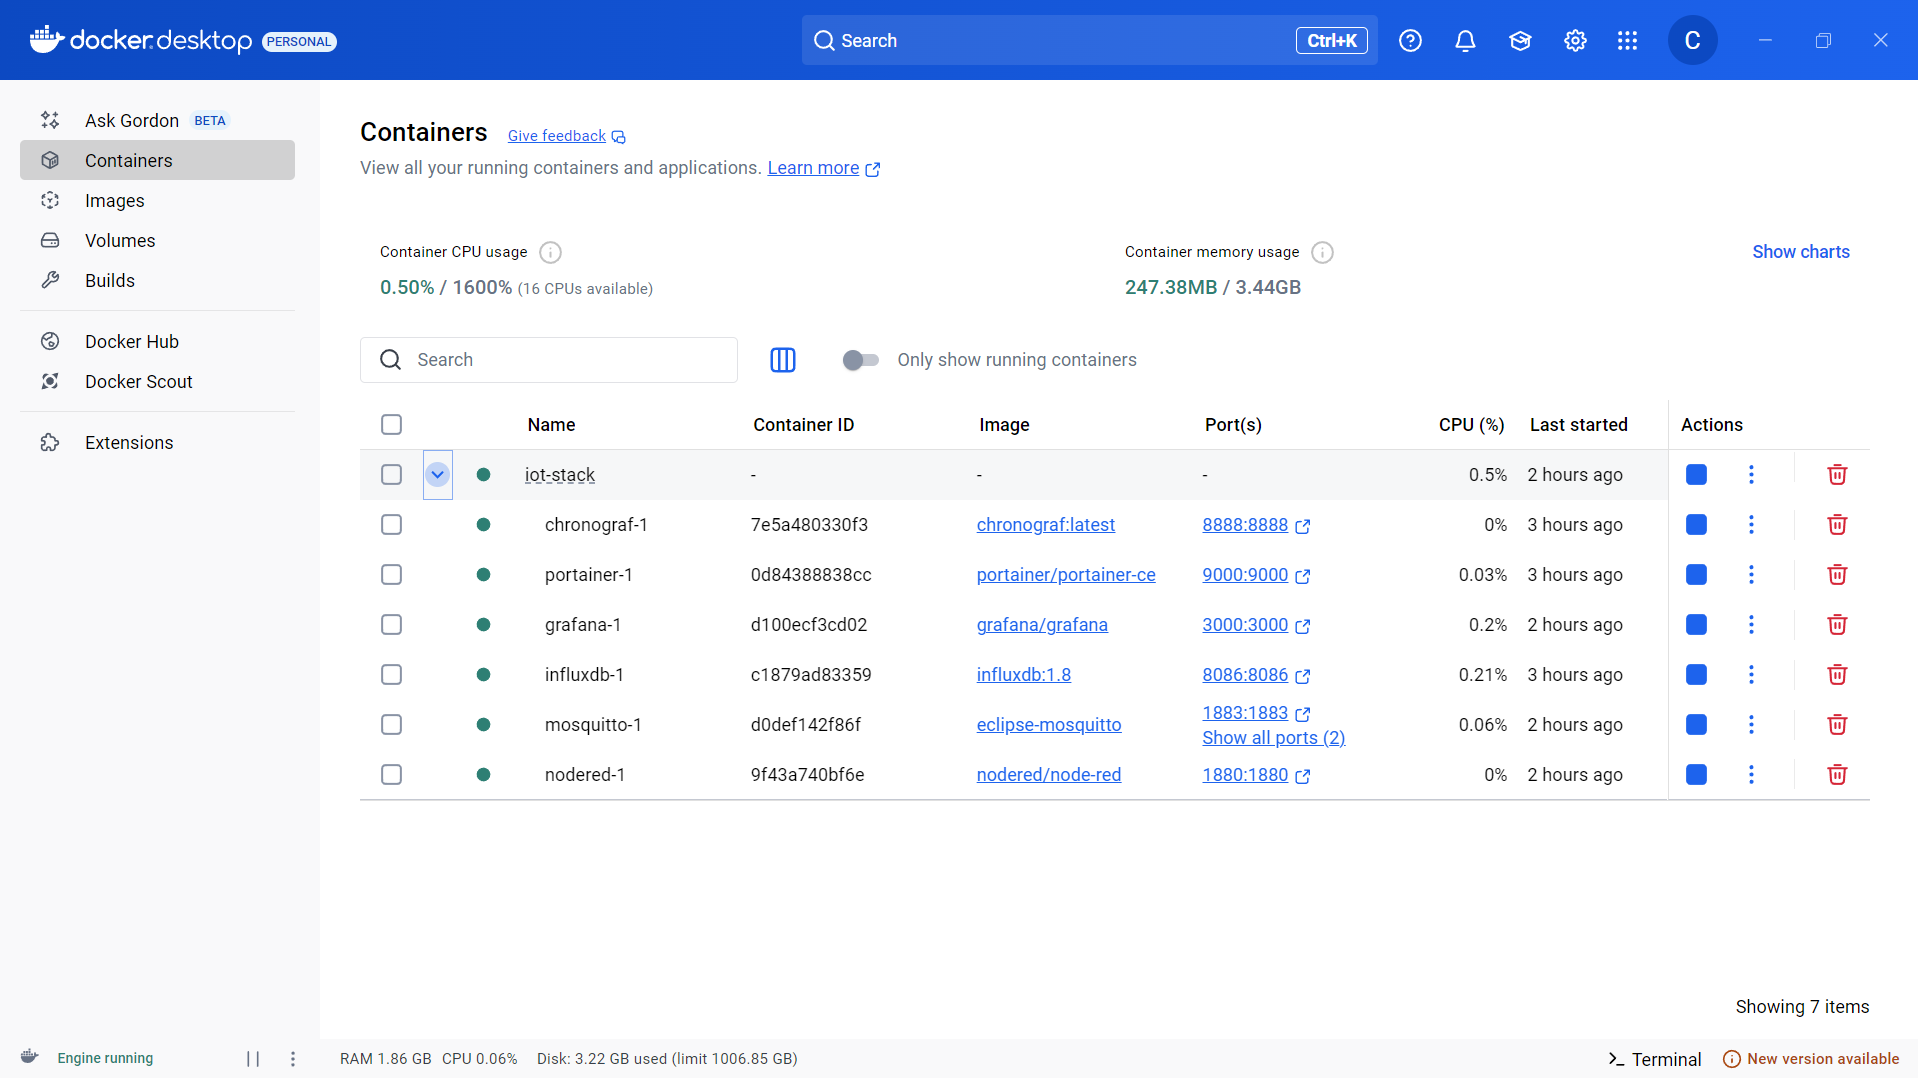 docker.desktop PERSONAL
Search Ctrl+K
C
Ask Gordon BETA
Containers
Images
Volumes
Builds
Docker Hub
Docker Scout
Extensions
Containers Give feedback
View all your running containers and applications. Learn more
Container CPU usage
0.50% / 1600% (16 CPUs available)
Container memory usage
247.38MB / 3.44GB
Show charts
Search
Only show running containers
Name Container ID Image Port(s) CPU (%) Last started Actions
iot-stack - - - 0.5% 2 hours ago
chronograf-1 7e5a480330f3 chronograf:latest 8888:8888 0% 3 hours ago
portainer-1 0d84388838cc portainer/portainer-ce 9000:9000 0.03% 3 hours ago
grafana-1 d100ecf3cd02 grafana/grafana 3000:3000 0.2% 2 hours ago
influxdb-1 c1879ad83359 influxdb:1.8 8086:8086 0.21% 3 hours ago
mosquitto-1 d0def142f86f eclipse-mosquitto 1883:1883 0.06% 2 hours ago
Show all ports (2)
nodered-1 9f43a740bf6e nodered/node-red 1880:1880 0% 2 hours ago
Showing 7 items
Engine running
RAM 1.86 GB CPU 0.06% Disk: 3.22 GB used (limit 1006.85 GB)
Terminal
New version available